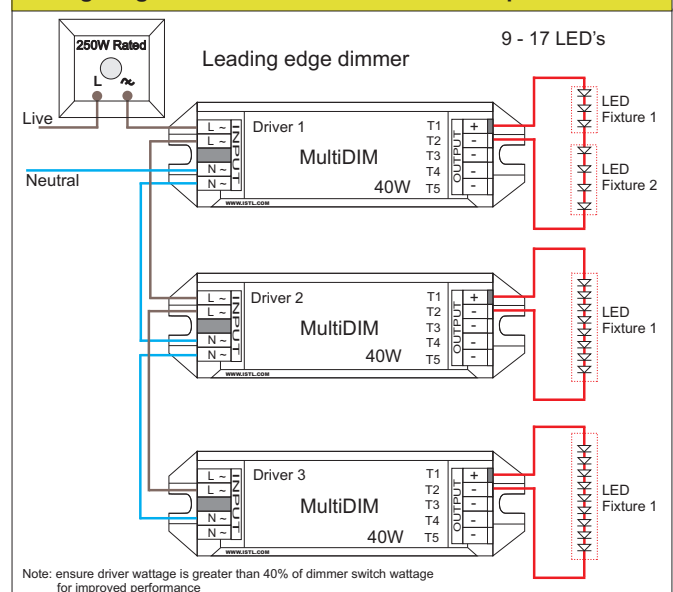 250W Rated
L ~
Leading edge dimmer
9 - 17 LED's
Live
Neutral
L ~
L ~
N ~
N ~
INPUT
Driver 1
MultiDIM
40W
WWW.ISTL.COM
T1
T2
T3
T4
T5
OUTPUT
+
-
-
-
-
LED
Fixture 1
LED
Fixture 2
L ~
L ~
N ~
N ~
INPUT
Driver 2
MultiDIM
40W
WWW.ISTL.COM
T1
T2
T3
T4
T5
OUTPUT
+
-
-
-
-
LED
Fixture 1
L ~
L ~
N ~
N ~
INPUT
Driver 3
MultiDIM
40W
WWW.ISTL.COM
T1
T2
T3
T4
T5
OUTPUT
+
-
-
-
-
LED
Fixture 1
Note: ensure driver wattage is greater than 40% of dimmer switch wattage
for improved performance